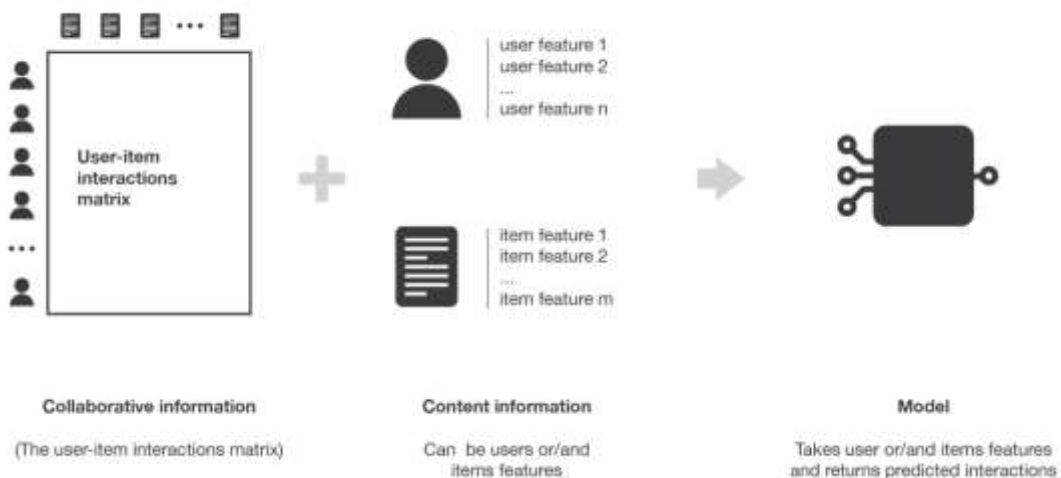 user feature 1
user feature 2
...
user feature n
User-item
interactions
matrix
item feature 1
item feature 2
...
item feature m
Collaborative information
(The user-item interactions matrix)
Content information
Can be users or/and
items features
Model
Takes user or/and items features
and returns predicted interactions